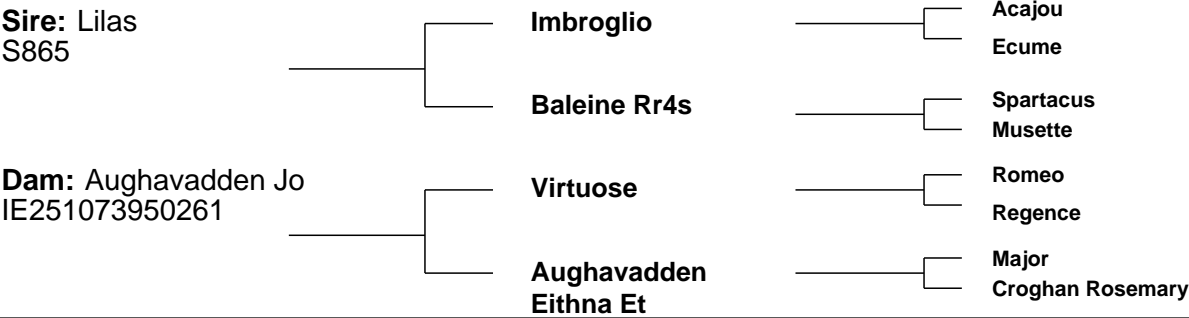 Sire: Lilas
S865
Imbroglio
Acajou
Ecume
Baleine Rr4s
Spartacus
Musette
Dam: Aughavadden Jo
IE251073950261
Virtuose
Romeo
Regence
Aughavadden
Eithna Et
Major
Croghan Rosemary